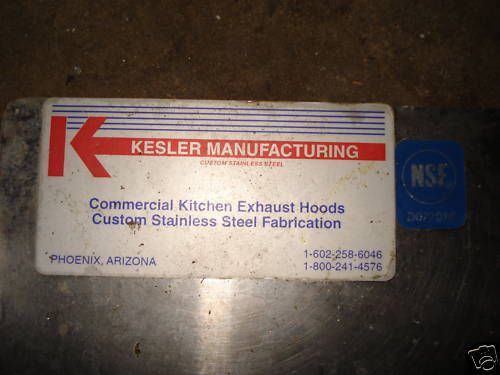 K
KESLER MANUFACTURING
CUSTOM STAINLESS STEEL
Commercial Kitchen Exhaust Hoods
Custom Stainless Steel Fabrication
PHOENIX, ARIZONA
1-602-258-6046
1-800-241-4576
NSF